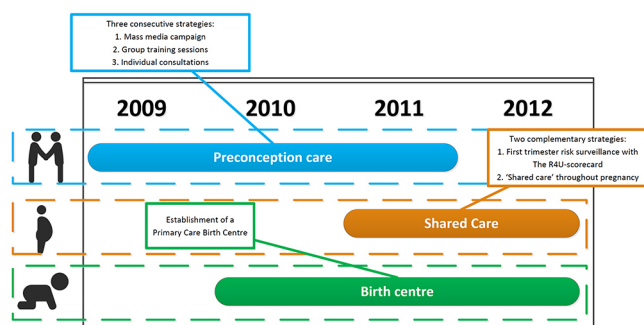 Three consecutive strategies:
1. Mass media campaign
2. Group training sessions
3. Individual consultations
2009
2010
2011
2012
Two complementary strategies:
1. First trimester risk surveillance with
The R4U-scorecard
2. 'Shared care' throughout pregnancy
Preconception care
Establishment of a
Primary Care Birth Centre
Shared Care
Birth centre